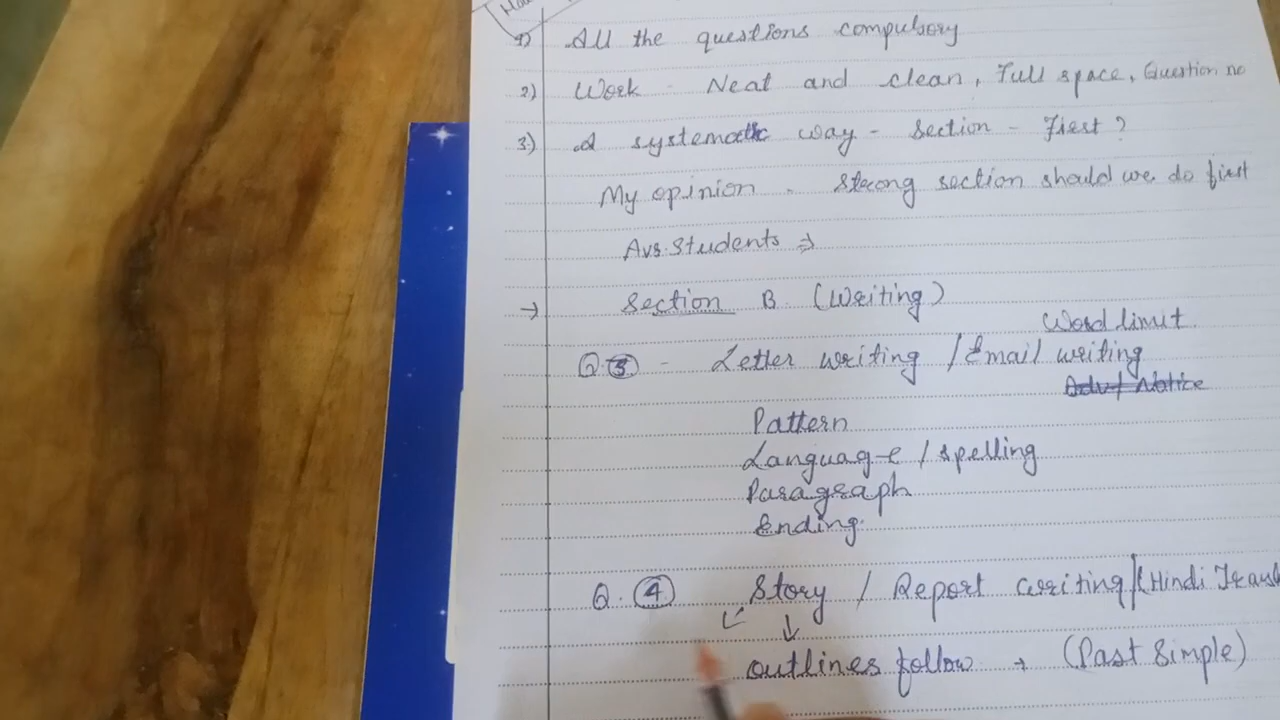 1) All the questions compulsory
2) Work - Neat and clean, Full space, Question no
3) A systematic way - Section - First ?
My opinion - Strong section should we do first
Avg. Students ⇒
→ Section B (Writing)
Word limit
Q. 3 - Letter writing / Email writing
Advt Notice
Pattern
Language / Spelling
Paragraph
Ending
Q. 4 Story / Report writing / (Hindi
↙ ↓
outlines follow → (Past Simple)